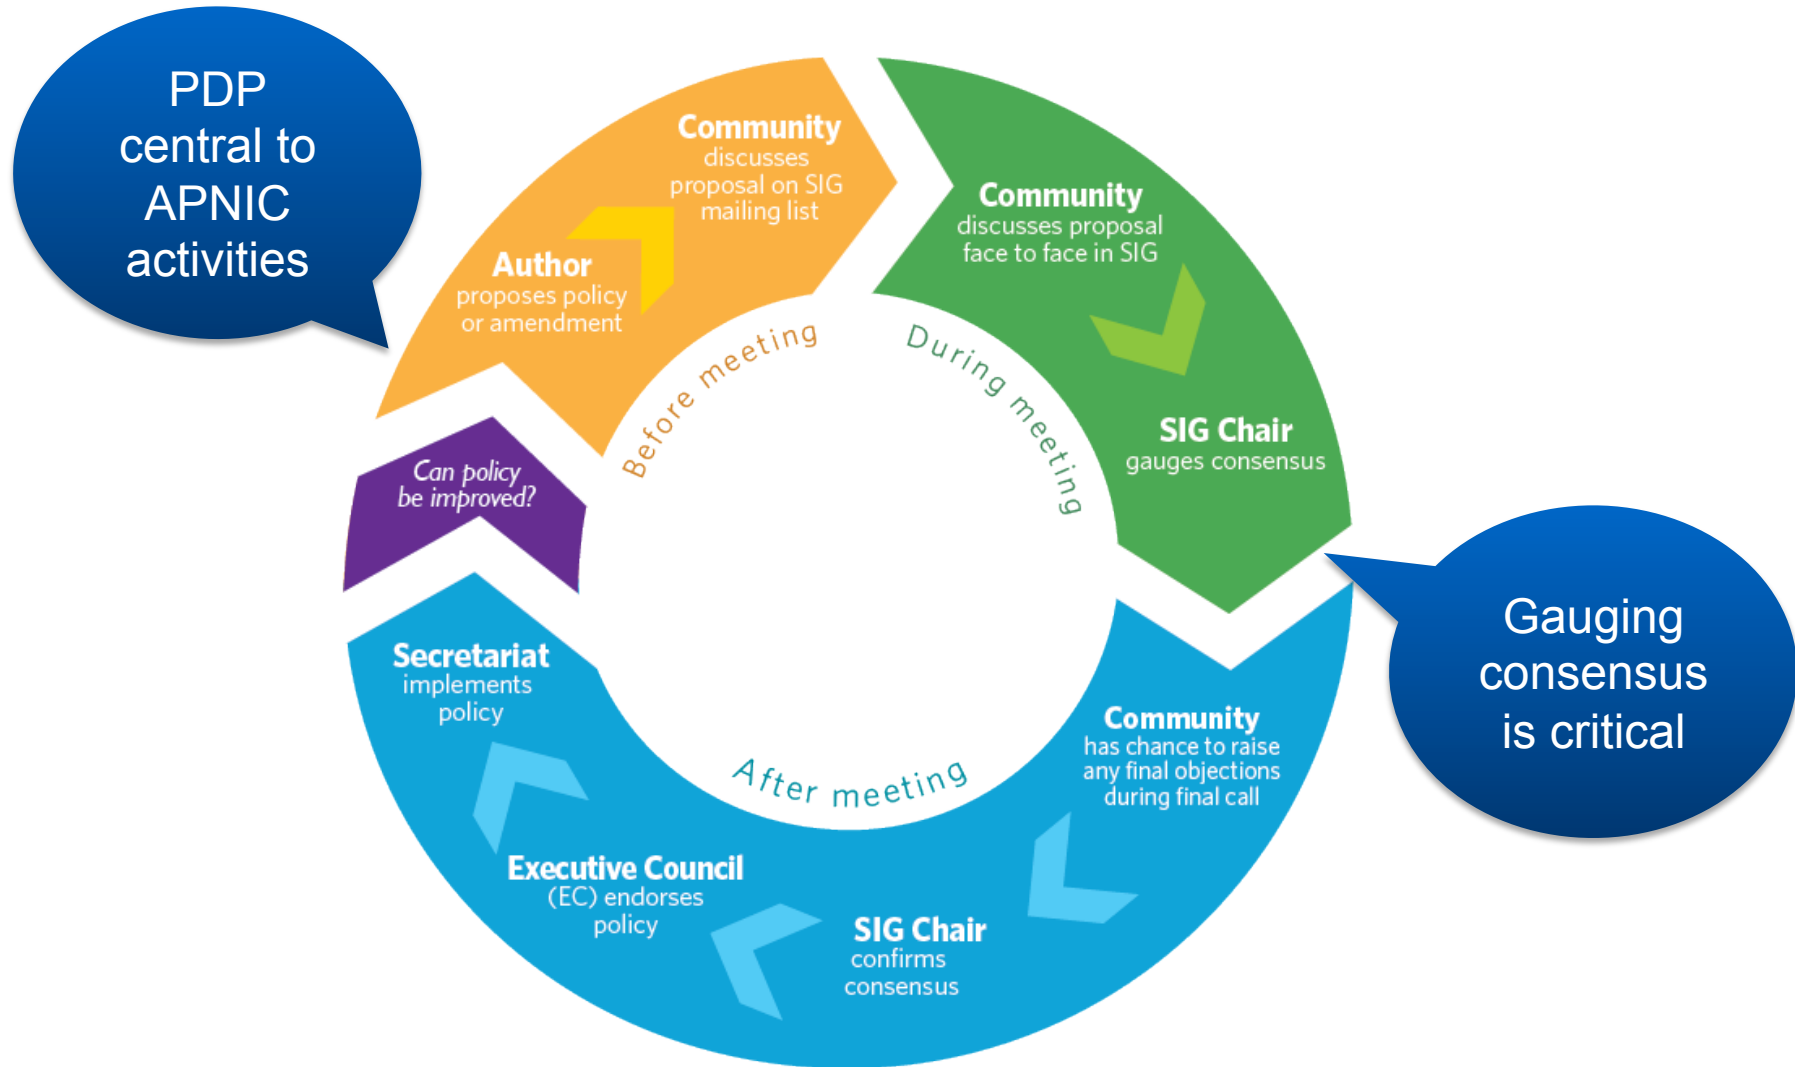 PDP
central to
APNIC
activities
Author
proposes policy
or amendment
Community
discusses
proposal on SIG
mailing list
Before meeting
Community
discusses proposal
face to face in SIG
SIG Chair
gauges consensus
During meeting
Gauging
consensus
is critical
Community
has chance to raise
any final objections
during final call
SIG Chair
confirms
consensus
Executive Council
(EC) endorses
policy
Secretariat
implements
policy
After meeting
Can policy
be improved?